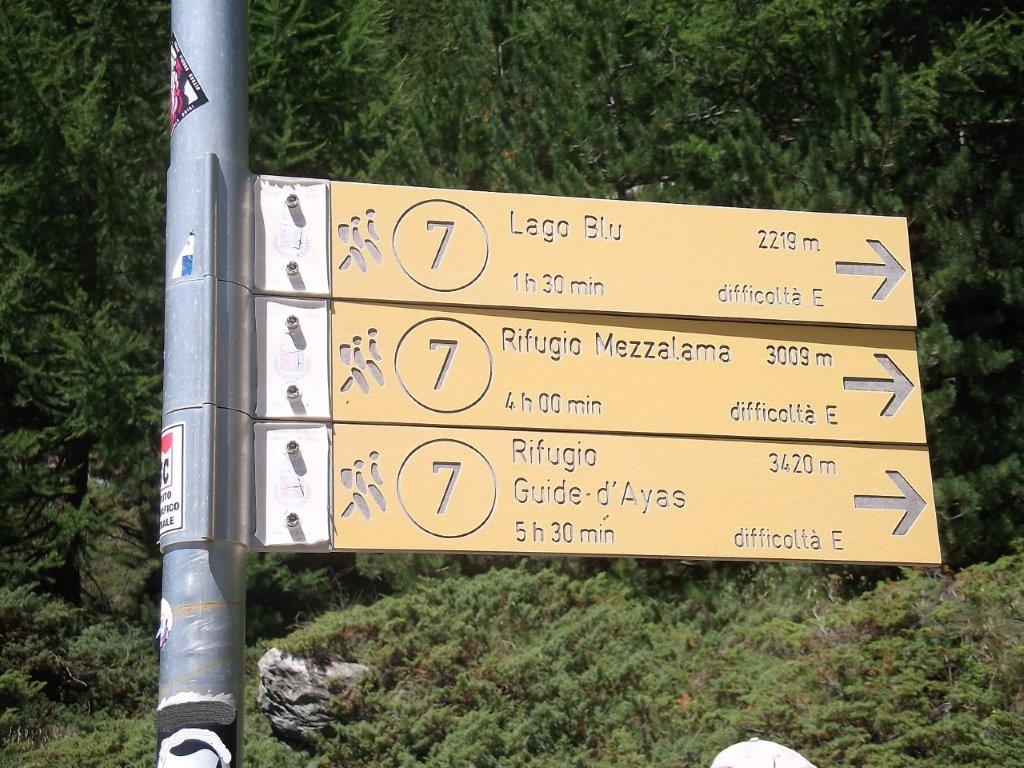 7
Lago Blu
2219 m
1 h 30 min
difficoltà E
7
Rifugio Mezzalama
3009 m
4 h 00 min
difficoltà E
7
Rifugio
3420 m
Guide-d'Ayas
5 h 30 min
difficoltà E